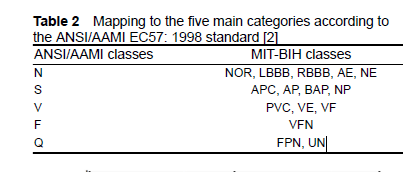 Table 2 Mapping to the five main categories according to
the ANSI/AAMI EC57: 1998 standard [2]
ANSI/AAMI classes MIT-BIH classes
N NOR, LBBB, RBBB, AE, NE
S APC, AP, BAP, NP
V PVC, VE, VF
F VFN
Q FPN, UN